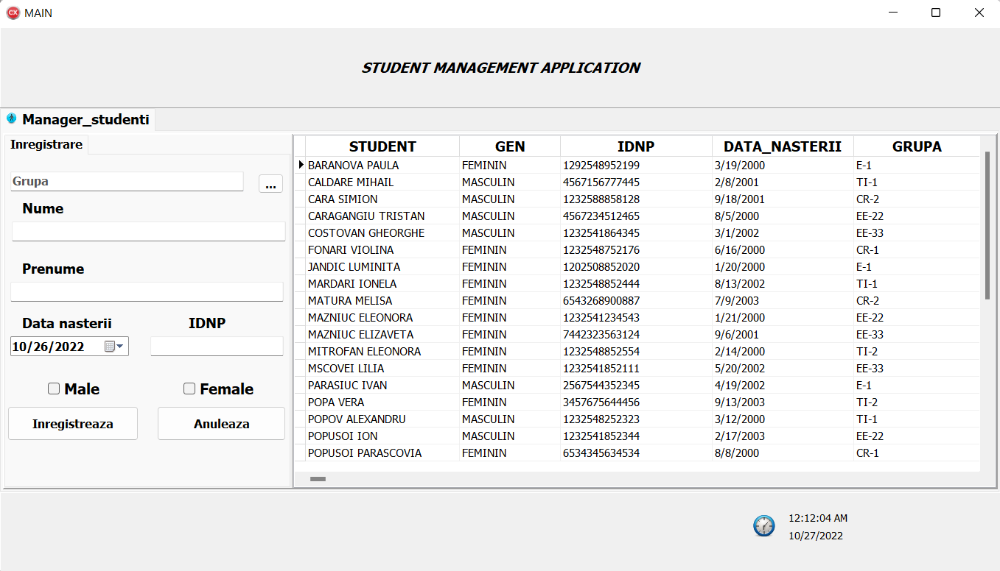 CX MAIN
STUDENT MANAGEMENT APPLICATION
Manager_studenti
Inregistrare
Grupa ...
Nume
Prenume
Data nasterii IDNP
10/26/2022
Male Female
Inregistreaza Anuleaza
STUDENT GEN IDNP DATA_NASTERII GRUPA
BARANOVA PAULA FEMININ 1292548952199 3/19/2000 E-1
CALDARE MIHAIL MASCULIN 4567156777445 2/8/2001 TI-1
CARA SIMION MASCULIN 1232588858128 9/18/2001 CR-2
CARAGANGIU TRISTAN MASCULIN 4567234512465 8/5/2000 EE-22
COSTOVAN GHEORGHE MASCULIN 1232541864345 3/1/2002 EE-33
FONARI VIOLINA FEMININ 1232548752176 6/16/2000 CR-1
JANDIC LUMINITA FEMININ 1202508852020 1/20/2000 E-1
MARDARI IONELA FEMININ 1232548852444 8/13/2002 TI-1
MATURA MELISA FEMININ 6543268900887 7/9/2003 CR-2
MAZNIUC ELEONORA FEMININ 1232541234543 1/21/2000 EE-22
MAZNIUC ELIZAVETA FEMININ 7442323563124 9/6/2001 EE-33
MITROFAN ELEONORA FEMININ 1232548852554 2/14/2000 TI-2
MSCOVEI LILIA FEMININ 1232541852111 5/20/2002 EE-33
PARASIUC IVAN MASCULIN 2567544352345 4/19/2002 E-1
POPA VERA FEMININ 3457675644456 9/13/2003 TI-2
POPOV ALEXANDRU MASCULIN 1232548252323 3/12/2000 TI-1
POPUSOI ION MASCULIN 1232541852344 2/17/2003 EE-22
POPUSOI PARASCOVIA FEMININ 6534345634534 8/8/2000 CR-1
12:12:04 AM
10/27/2022